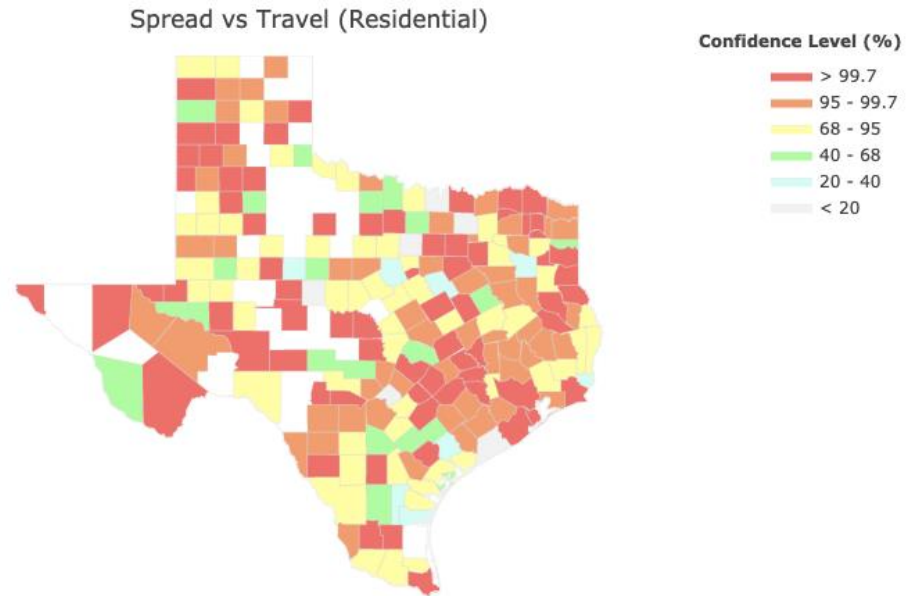 Spread vs Travel (Residential)
Confidence Level (%)
> 99.7
95 - 99.7
68 - 95
40 - 68
20 - 40
< 20